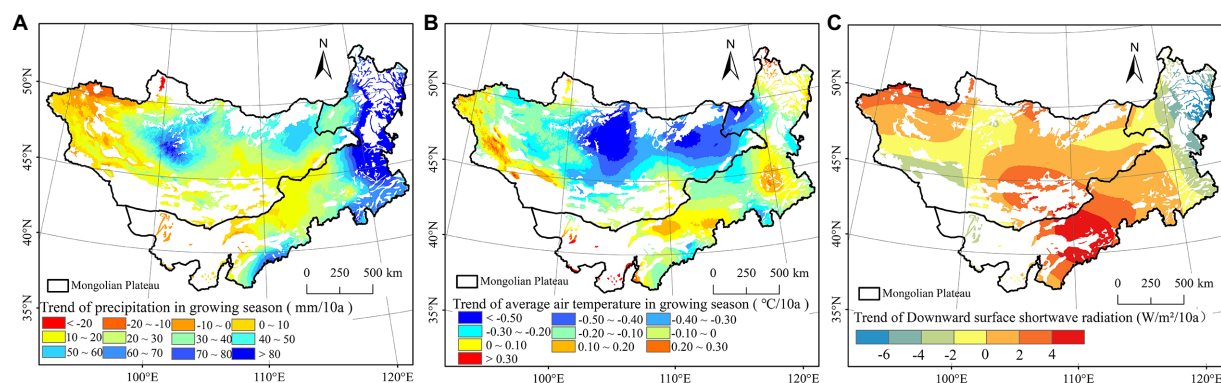 A
N
50°N
45°N
40°N
35°N
0 250 500 km
Mongolian Plateau
Trend of precipitation in growing season ( mm/10a)
< -20 -20 ~ -10 -10 ~ 0 0 ~ 10
10 ~ 20 20 ~ 30 30 ~ 40 40 ~ 50
50 ~ 60 60 ~ 70 70 ~ 80 > 80
100°E 110°E 120°E
B
N
50°N
45°N
40°N
35°N
0 250 500 km
Mongolian Plateau
Trend of average air temperature in growing season ( °C/10a)
< -0.50 -0.50 ~ -0.40 -0.40 ~ -0.30
-0.30 ~ -0.20 -0.20 ~ -0.10 -0.10 ~ 0
0 ~ 0.10 0.10 ~ 0.20 0.20 ~ 0.30
> 0.30
100°E 110°E 120°E
C
N
50°N
45°N
40°N
35°N
0 250 500 km
Mongolian Plateau
Trend of Downward surface shortwave radiation (W/m²/10a)
-6 -4 -2 0 2 4
100°E 110°E 120°E